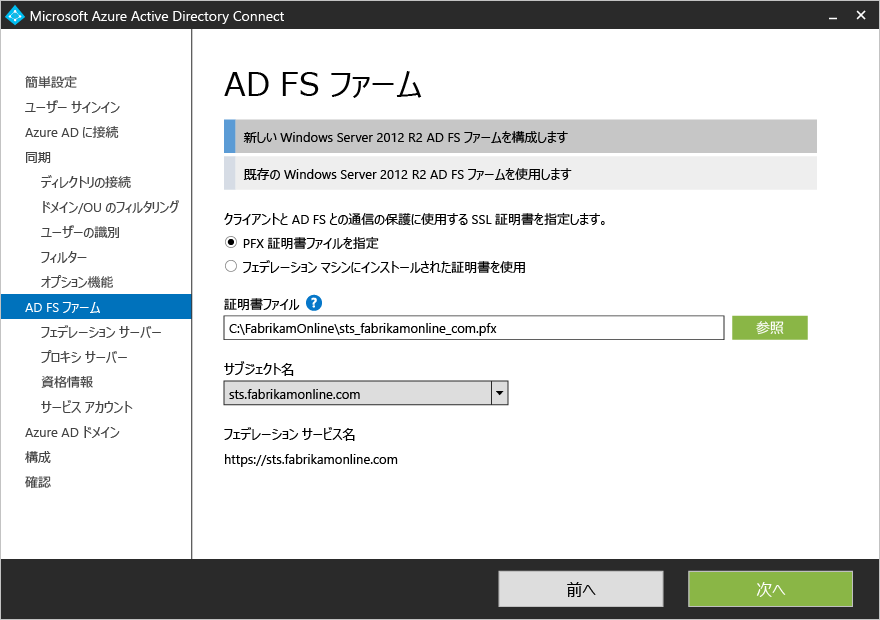 Microsoft Azure Active Directory Connect
簡単設定
ユーザー サインイン
Azure AD に接続
同期
ディレクトリの接続
ドメイン/OU のフィルタリング
ユーザーの識別
フィルター
オプション機能
AD FS ファーム
フェデレーション サーバー
プロキシ サーバー
資格情報
サービス アカウント
Azure AD ドメイン
構成
確認
AD FS ファーム
新しい Windows Server 2012 R2 AD FS ファームを構成します
既存の Windows Server 2012 R2 AD FS ファームを使用します
クライアントと AD FS との通信の保護に使用する SSL 証明書を指定します。
PFX 証明書ファイルを指定
フェデレーション マシンにインストールされた証明書を使用
証明書ファイル ?
C:\FabrikamOnline\sts_fabrikamonline_com.pfx
参照
サブジェクト名
sts.fabrikamonline.com
フェデレーション サービス名
https://sts.fabrikamonline.com
前へ
次へ